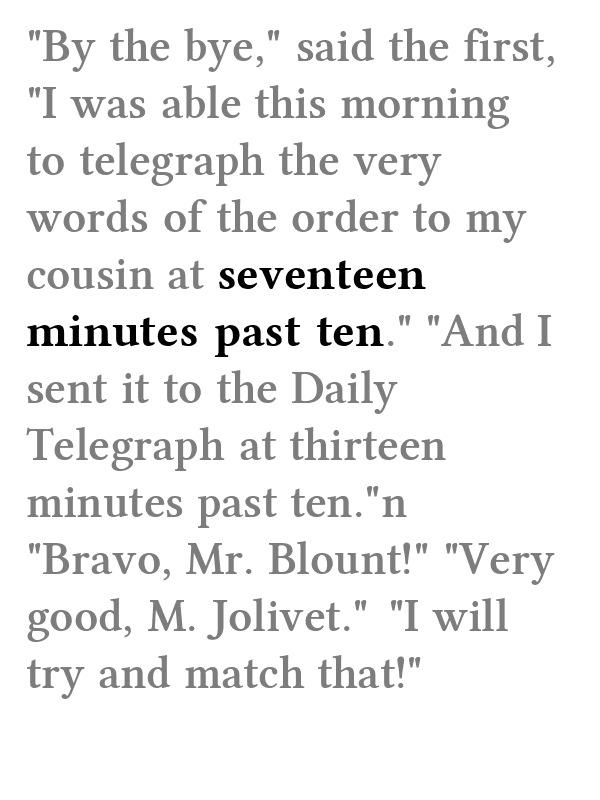 "By the bye," said the first,
"I was able this morning
to telegraph the very
words of the order to my
cousin at seventeen
minutes past ten." "And I
sent it to the Daily
Telegraph at thirteen
minutes past ten."n
"Bravo, Mr. Blount!" "Very
good, M. Jolivet."  "I will
try and match that!"